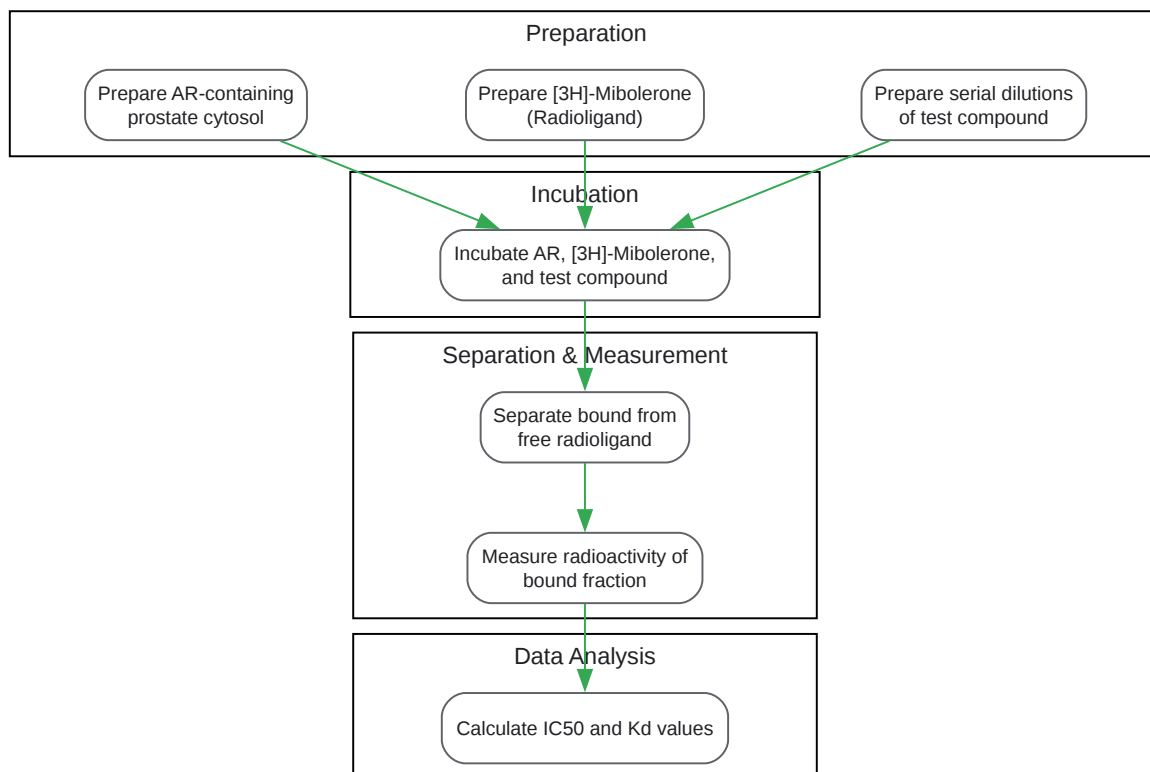 Preparation
Prepare AR-containing
prostate cytosol
Prepare [3H]-Mibolerone
(Radioligand)
Prepare serial dilutions
of test compound
Incubation
Incubate AR, [3H]-Mibolerone,
and test compound
Separation & Measurement
Separate bound from
free radioligand
Measure radioactivity of
bound fraction
Data Analysis
Calculate IC50 and Kd values